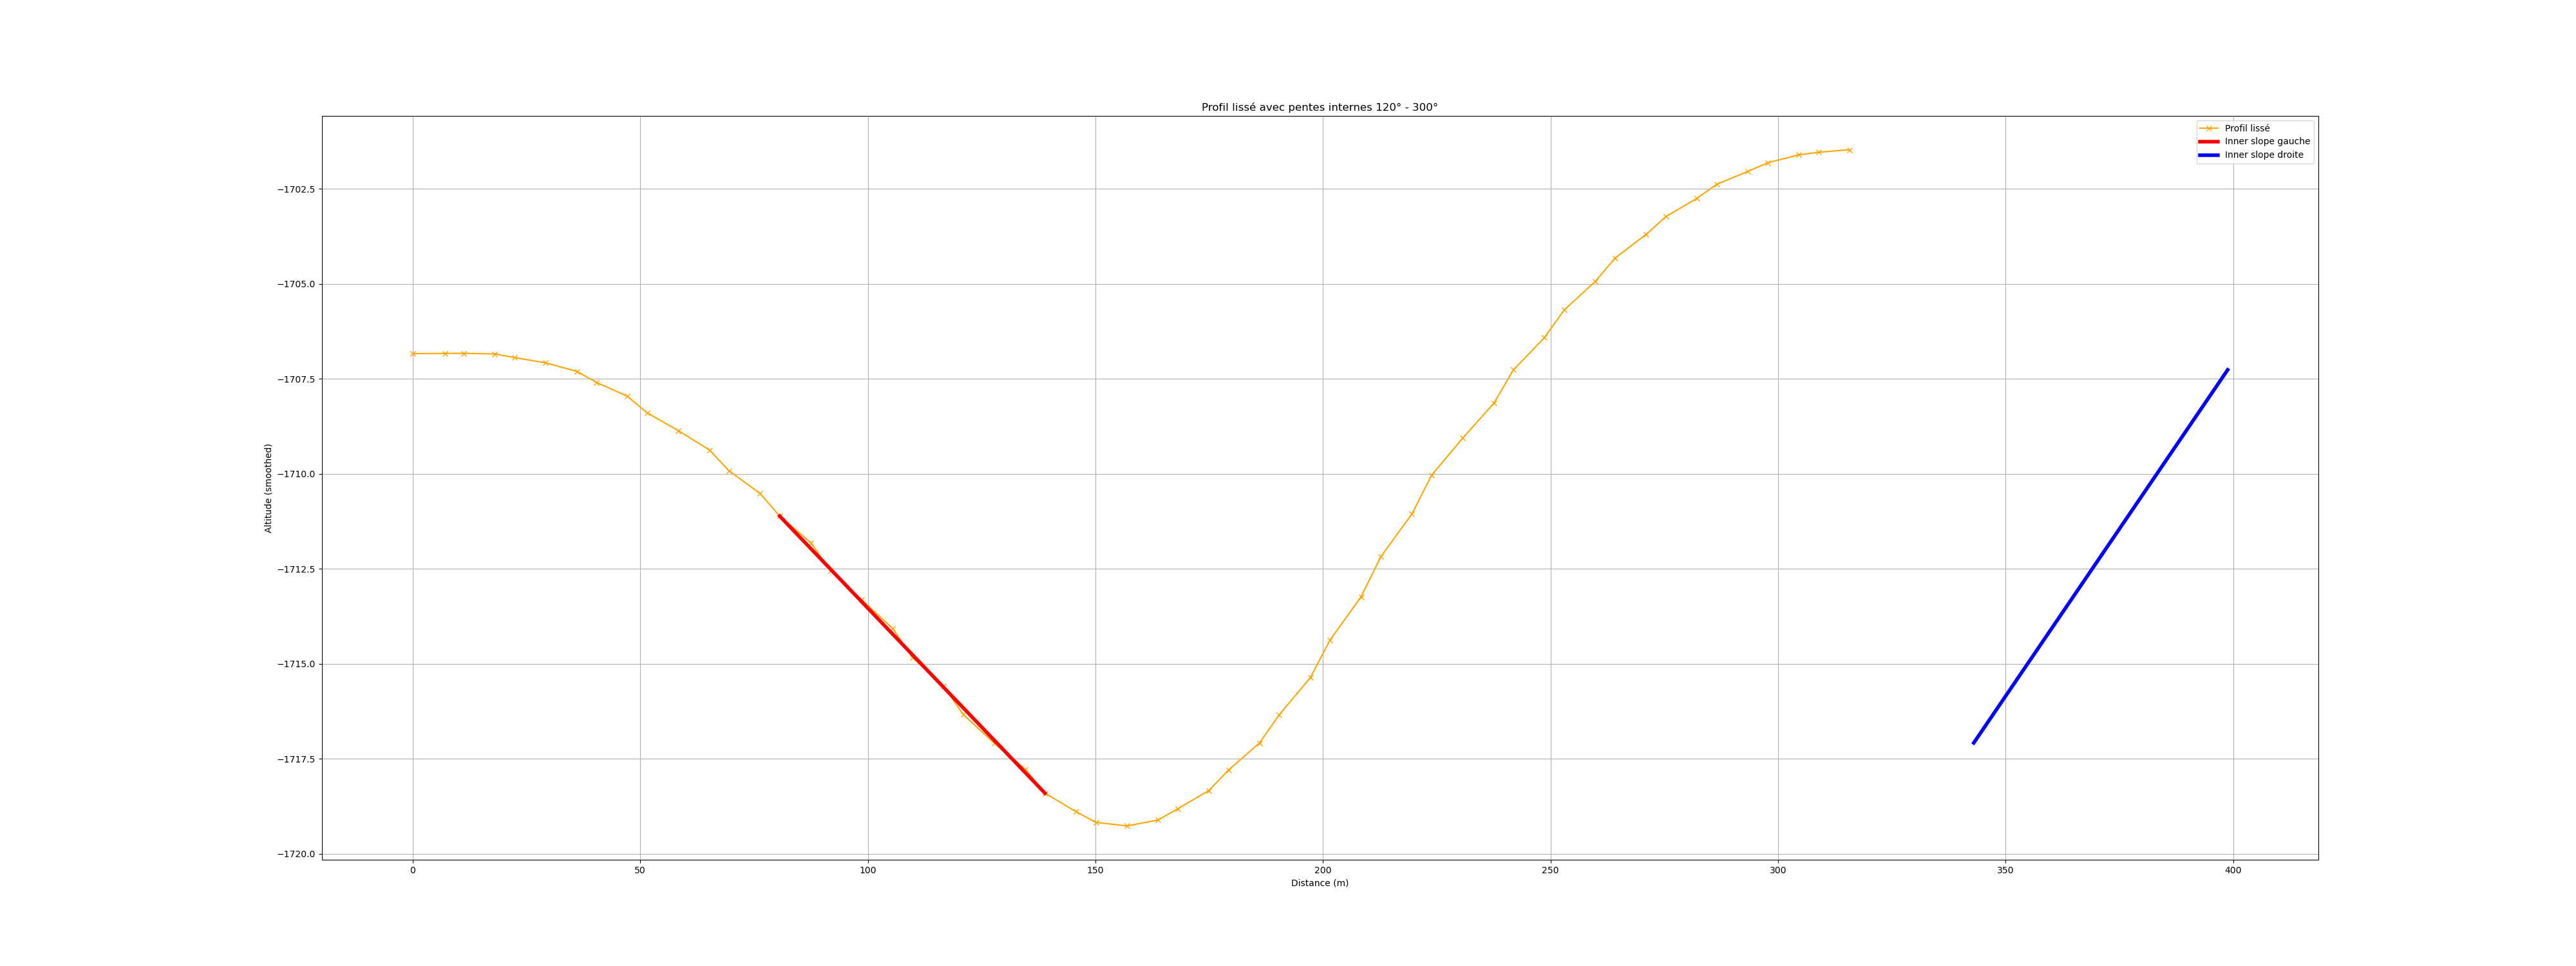 Profil lissé avec pentes internes 120° - 300°
Profil lissé
Inner slope gauche
Inner slope droite
Altitude (smoothed)
−1702.5
−1705.0
−1707.5
−1710.0
−1712.5
−1715.0
−1717.5
−1720.0
0 50 100 150 200 250 300 350 400
Distance (m)